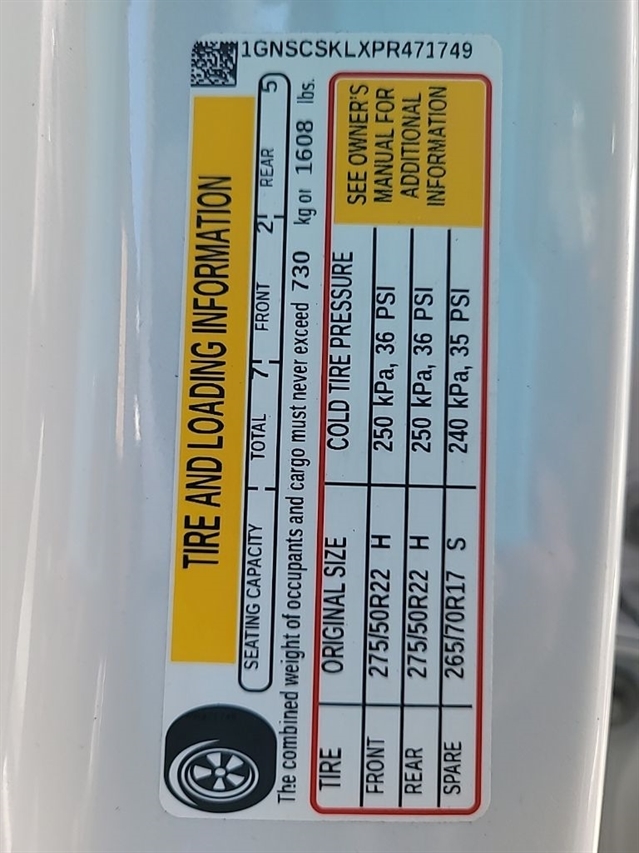 1GNSCSKLXPR471749
TIRE AND LOADING INFORMATION
SEATING CAPACITY TOTAL 7 FRONT 2 REAR 5
The combined weight of occupants and cargo must never exceed 730 kg or 1608 lbs.
TIRE ORIGINAL SIZE COLD TIRE PRESSURE
FRONT 275/50R22 H 250 kPa, 36 PSI
REAR 275/50R22 H 250 kPa, 36 PSI
SPARE 265/70R17 S 240 kPa, 35 PSI
SEE OWNER'S
MANUAL FOR
ADDITIONAL
INFORMATION